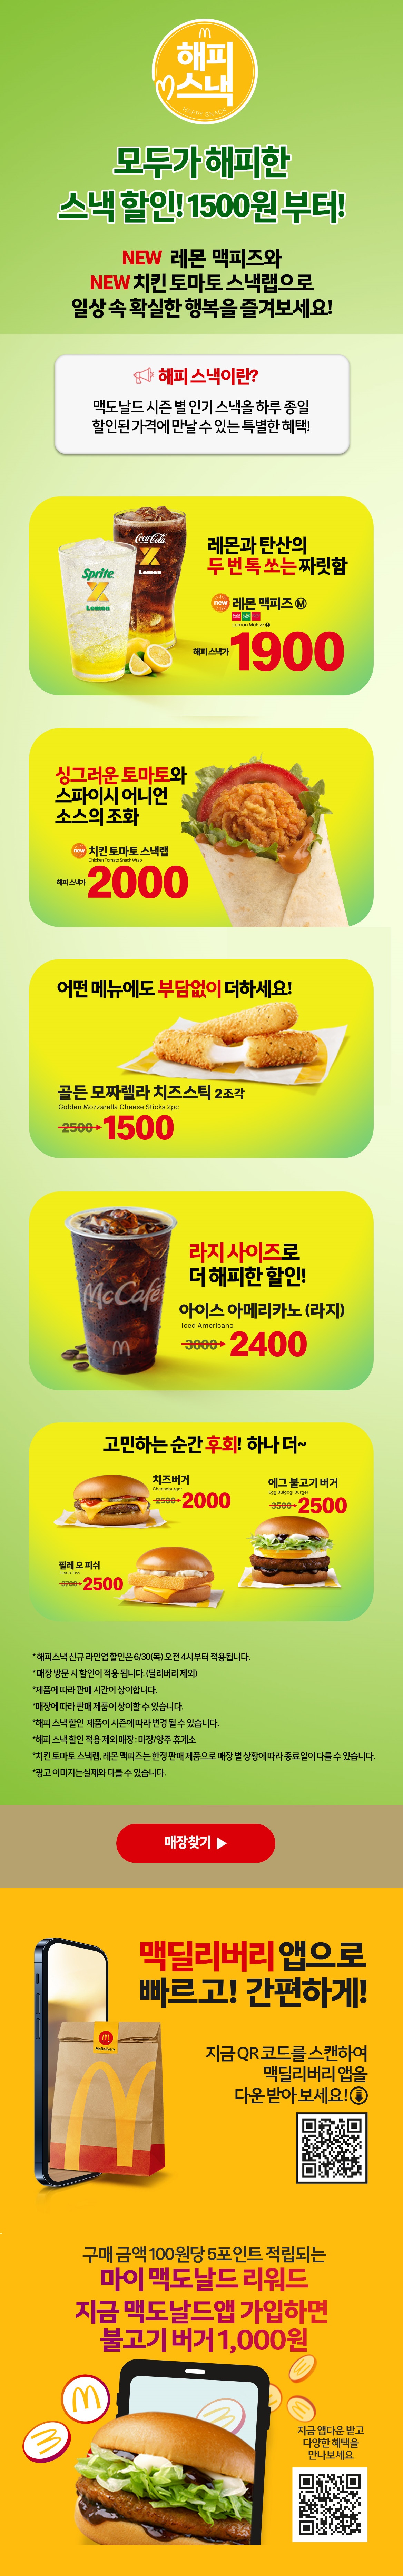 해피
스낵
HAPPY SNACK
모두가 해피한
스낵 할인! 1500원 부터!
NEW 레몬 맥피즈와
NEW 치킨 토마토 스낵랩으로
일상 속 확실한 행복을 즐겨보세요!
해피 스낵이란?
맥도날드 시즌 별 인기 스낵을 하루 종일
할인된 가격에 만날 수 있는 특별한 혜택!
Coca-Cola
Lemon
Sprite
Lemon
레몬과 탄산의
두 번 톡 쏘는 짜릿함
new 레몬 맥피즈 M
Lemon McFizz M
해피 스낵가 1900
싱그러운 토마토와
스파이시 어니언
소스의 조화
new 치킨 토마토 스낵랩
Chicken Tomato Snack Wrap
해피 스낵가 2000
어떤 메뉴에도 부담없이 더하세요!
골든 모짜렐라 치즈스틱 2조각
Golden Mozzarella Cheese Sticks 2pc
2500 1500
McCafé
라지 사이즈로
더 해피한 할인!
아이스 아메리카노 (라지)
Iced Americano
3000 2400
고민하는 순간 후회! 하나 더~
치즈버거
Cheeseburger
2500 2000
에그 불고기 버거
Egg Bulgogi Burger
3500 2500
필레 오 피쉬
3700 2500
* 해피스낵 신규 라인업 할인은 6/30(목) 오전 4시부터 적용됩니다.
* 매장 방문 시 할인이 적용 됩니다. (딜리버리 제외)
*제품에 따라 판매 시간이 상이합니다.
*매장에 따라 판매 제품이 상이할 수 있습니다.
*해피 스낵 할인 제품이 시즌에 따라 변경 될 수 있습니다.
*해피 스낵 할인 적용 제외 매장 : 마장/양주 휴게소
*치킨 토마토 스낵랩, 레몬 맥피즈는 한정 판매 제품으로 매장 별 상황에 따라 종료일이 다를 수 있습니다.
*광고 이미지는실제와 다를 수 있습니다.
매장찾기 ▶
맥딜리버리 앱으로
빠르고! 간편하게!
McDelivery
지금 QR 코드를 스캔하여
맥딜리버리 앱을
다운 받아 보세요!
구매 금액 100원당 5포인트 적립되는
마이 맥도날드 리워드
지금 맥도날드앱 가입하면
불고기 버거 1,000원
지금 앱다운 받고
다양한 혜택을
만나보세요